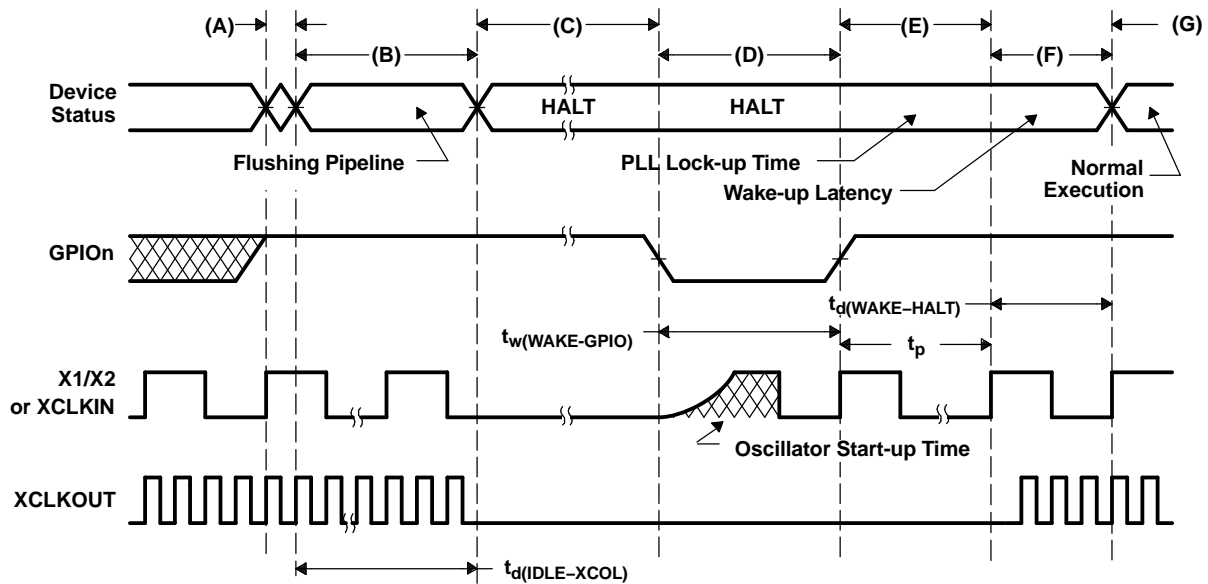 (A)
(B)
(C)
(D)
(E)
(F)
(G)
Device
Status
HALT
HALT
Flushing Pipeline
PLL Lock-up Time
Wake-up Latency
Normal
Execution
GPIOn
td(WAKE–HALT)
tw(WAKE-GPIO)
tp
X1/X2
or XCLKIN
Oscillator Start-up Time
XCLKOUT
td(IDLE–XCOL)